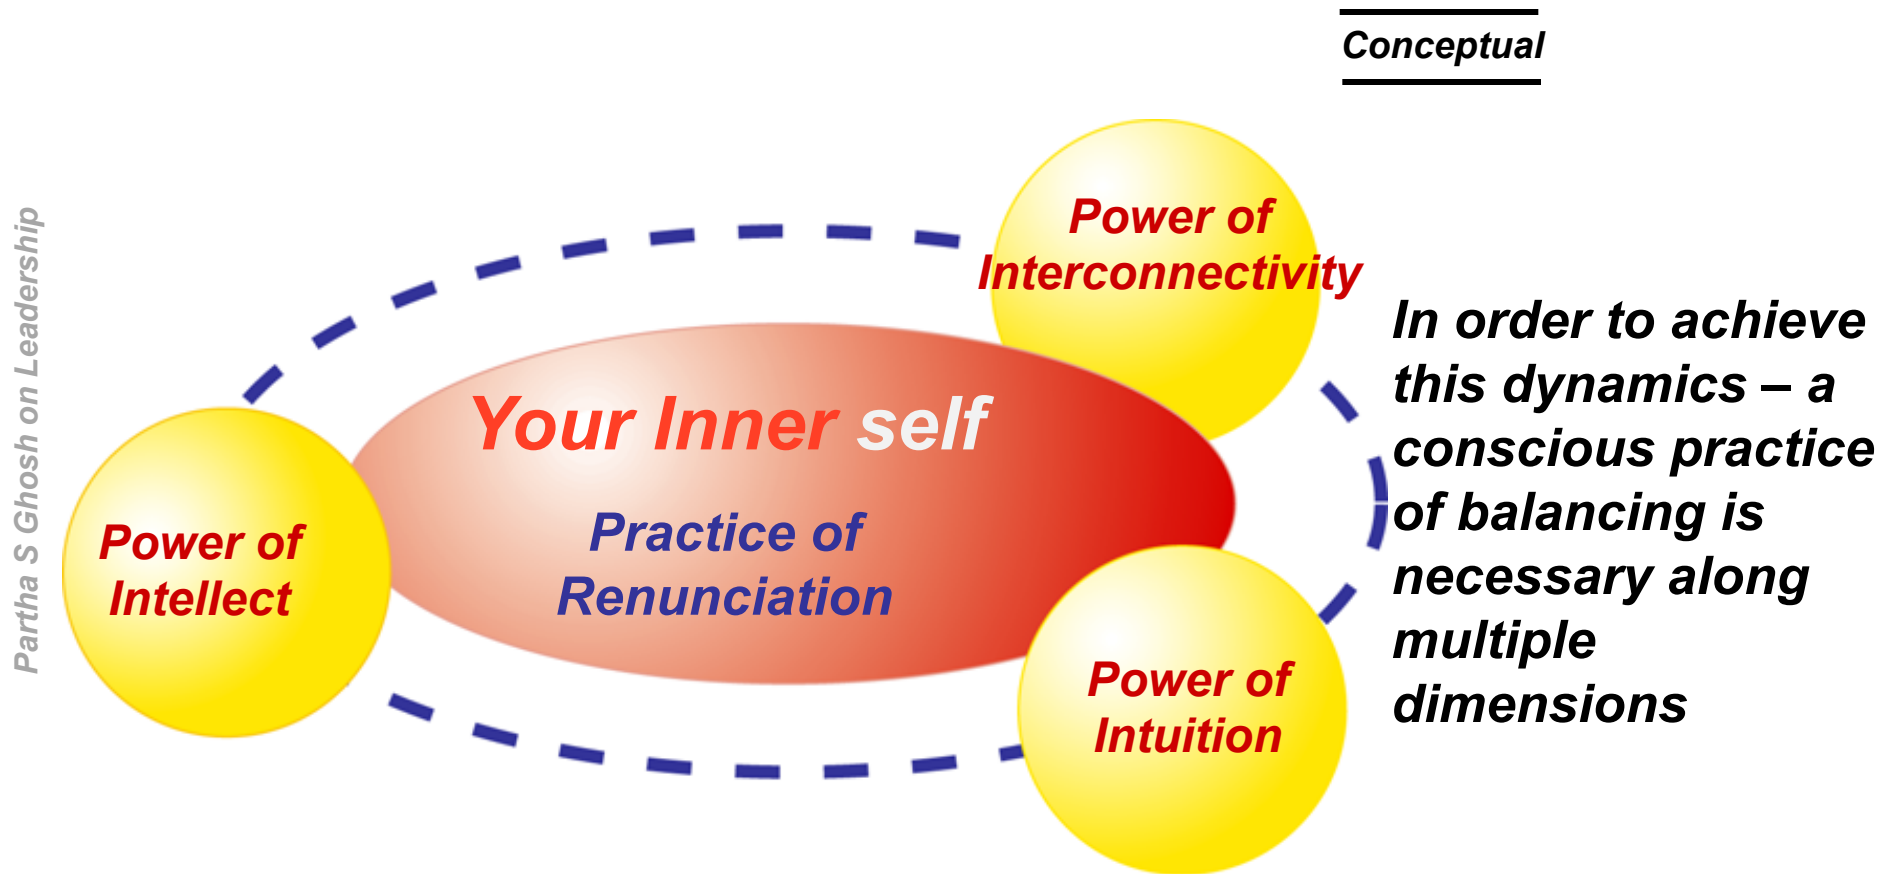 Conceptual
Partha S Ghosh on Leadership
Power of
Interconnectivity
Your Inner self
Practice of
Renunciation
Power of
Intellect
Power of
Intuition
In order to achieve
this dynamics – a
conscious practice
of balancing is
necessary along
multiple
dimensions